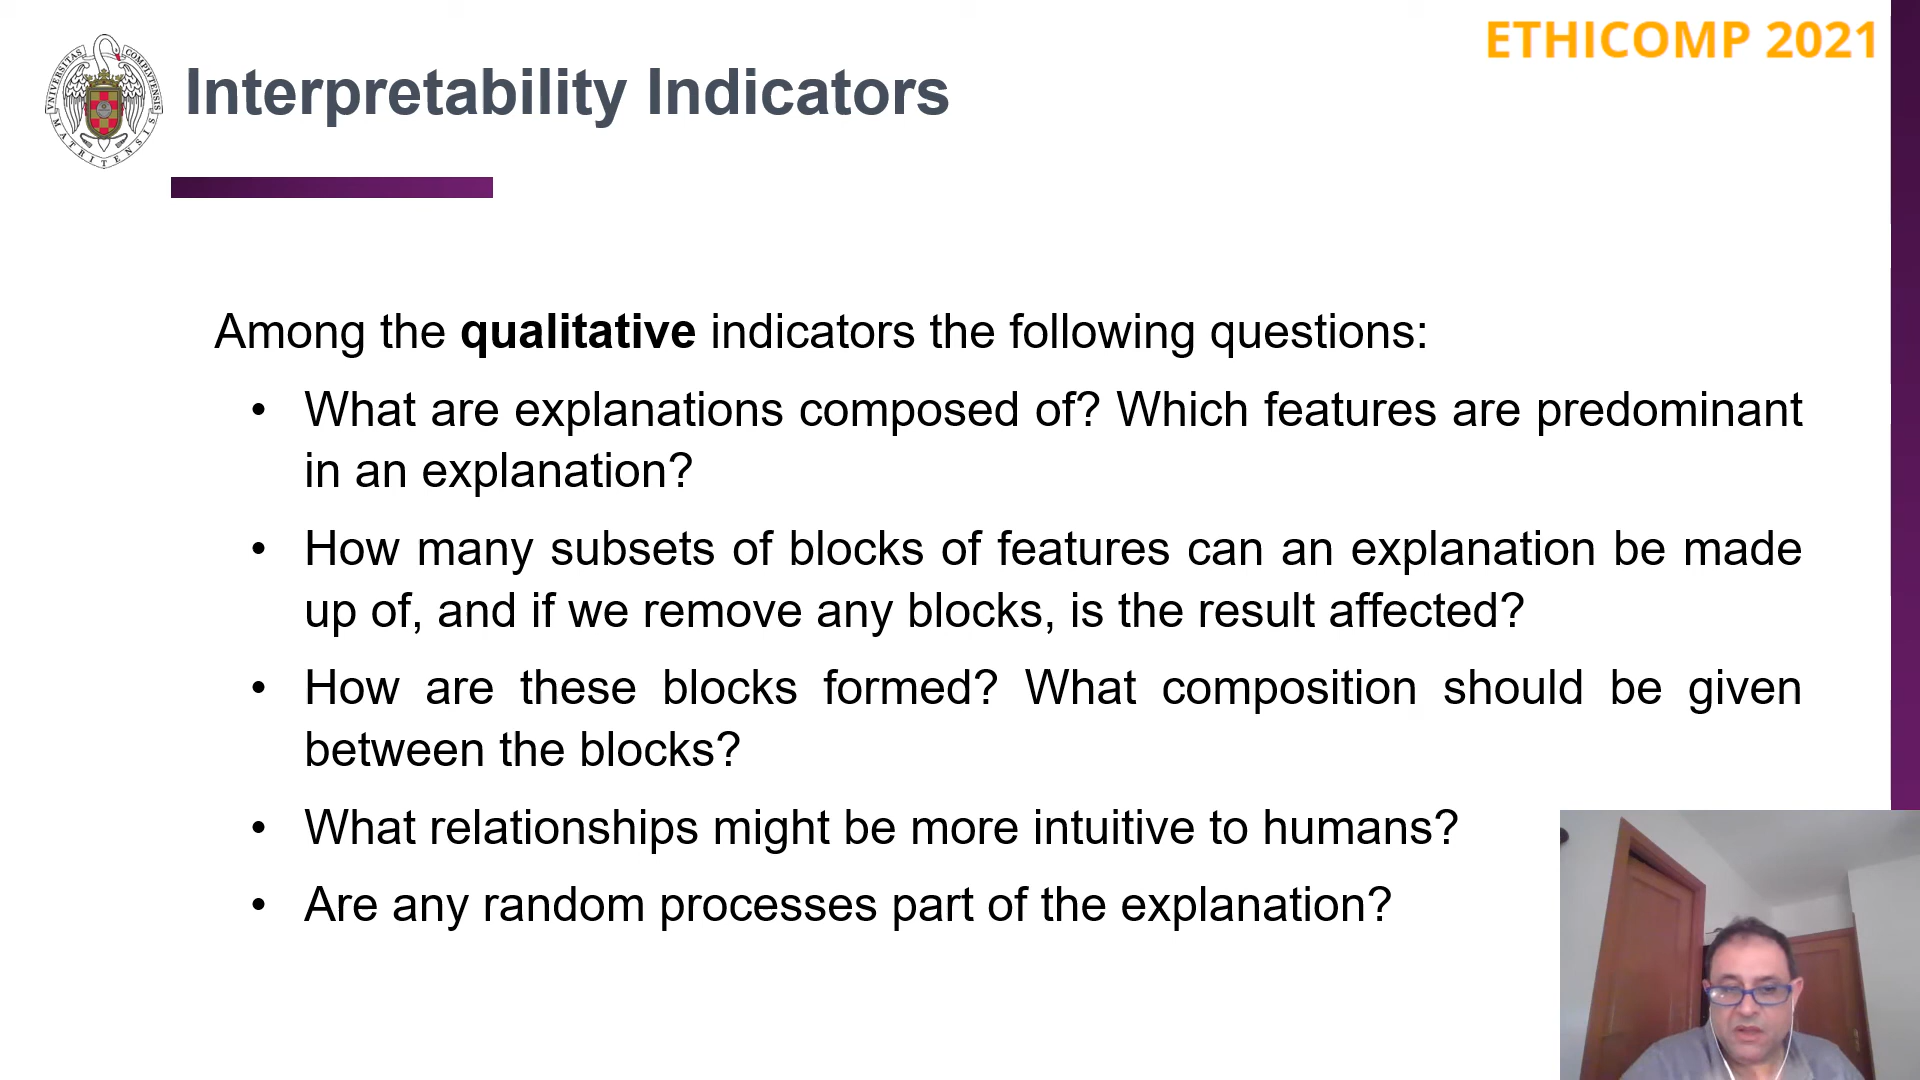 ETHICOMP 2021
UNIVERSITAS COMPLVTENSIS
MATRITENSIS
Interpretability Indicators
Among the qualitative indicators the following questions:
• What are explanations composed of? Which features are predominant
in an explanation?
• How many subsets of blocks of features can an explanation be made
up of, and if we remove any blocks, is the result affected?
• How are these blocks formed? What composition should be given
between the blocks?
• What relationships might be more intuitive to humans?
• Are any random processes part of the explanation?